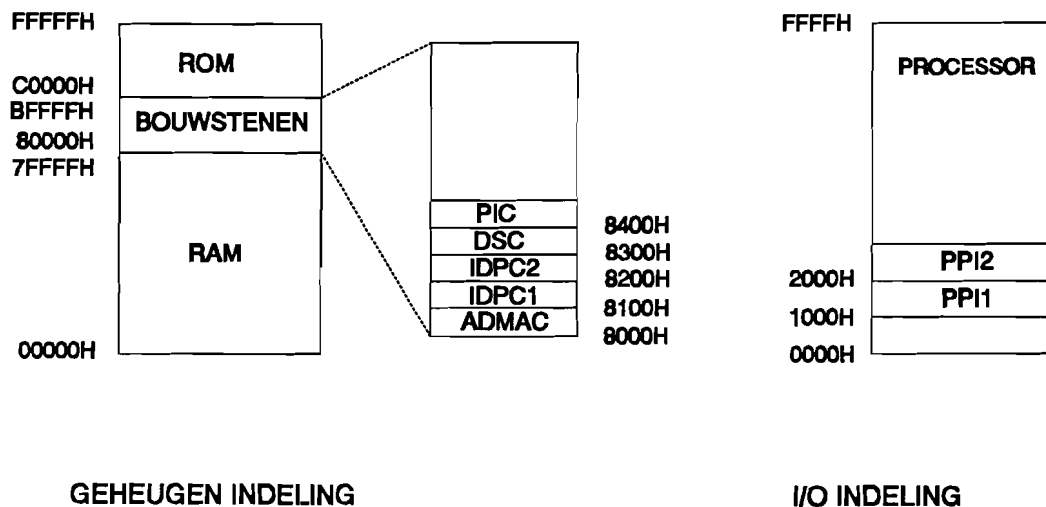 FFFFFH
ROM
C0000H
BFFFFH
BOUWSTENEN
80000H
7FFFFH
RAM
00000H
PIC
8400H
DSC
8300H
IDPC2
8200H
IDPC1
8100H
ADMAC
8000H
GEHEUGEN INDELING
FFFFH
PROCESSOR
PPI2
2000H
PPI1
1000H
0000H
I/O INDELING